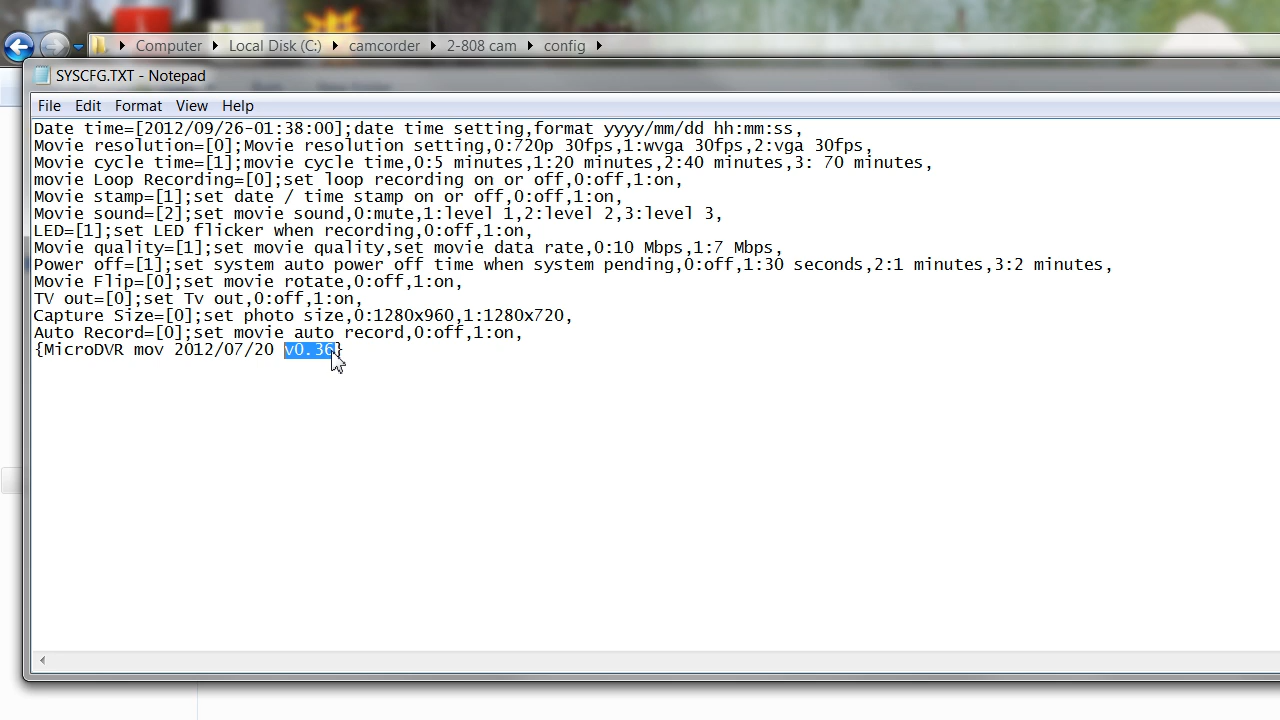 Computer Local Disk (C:) camcorder 2-808 cam config
SYSCFG.TXT - Notepad
File Edit Format View Help
Date time=[2012/09/26-01:38:00];date time setting,format yyyy/mm/dd hh:mm:ss,
Movie resolution=[0];Movie resolution setting,0:720p 30fps,1:wvga 30fps,2:vga 30fps,
Movie cycle time=[1];movie cycle time,0:5 minutes,1:20 minutes,2:40 minutes,3: 70 minutes,
movie Loop Recording=[0];set loop recording on or off,0:off,1:on,
Movie stamp=[1];set date / time stamp on or off,0:off,1:on,
Movie sound=[2];set movie sound,0:mute,1:level 1,2:level 2,3:level 3,
LED=[1];set LED flicker when recording,0:off,1:on,
Movie quality=[1];set movie quality,set movie data rate,0:10 Mbps,1:7 Mbps,
Power off=[1];set system auto power off time when system pending,0:off,1:30 seconds,2:1 minutes,3:2 minutes,
Movie Flip=[0];set movie rotate,0:off,1:on,
TV out=[0];set Tv out,0:off,1:on,
Capture Size=[0];set photo size,0:1280x960,1:1280x720,
Auto Record=[0];set movie auto record,0:off,1:on,
{MicroDVR mov 2012/07/20 v0.36}